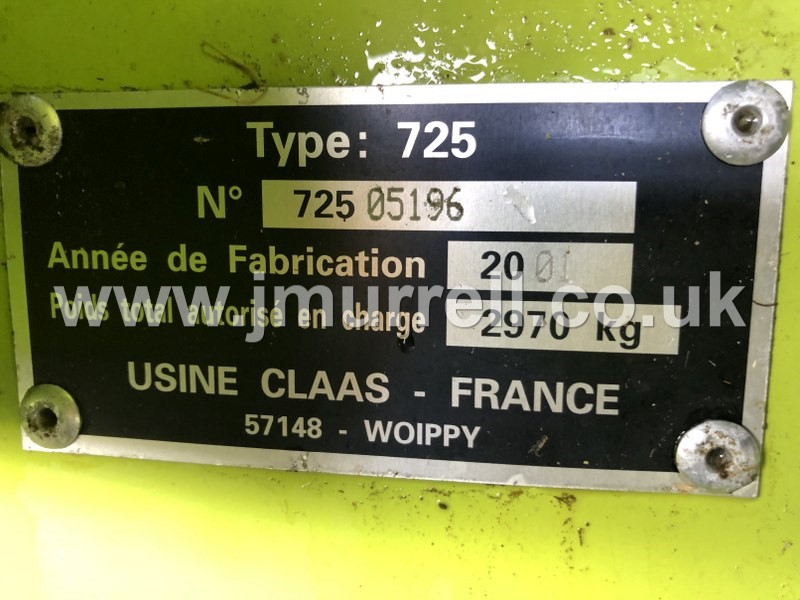 Type: 725
N° 725 05196
Année de Fabrication 2001
www.jmurrell.co.uk
Poids total autorisé en charge 2970 kg
USINE CLAAS - FRANCE
57148 - WOIPPY